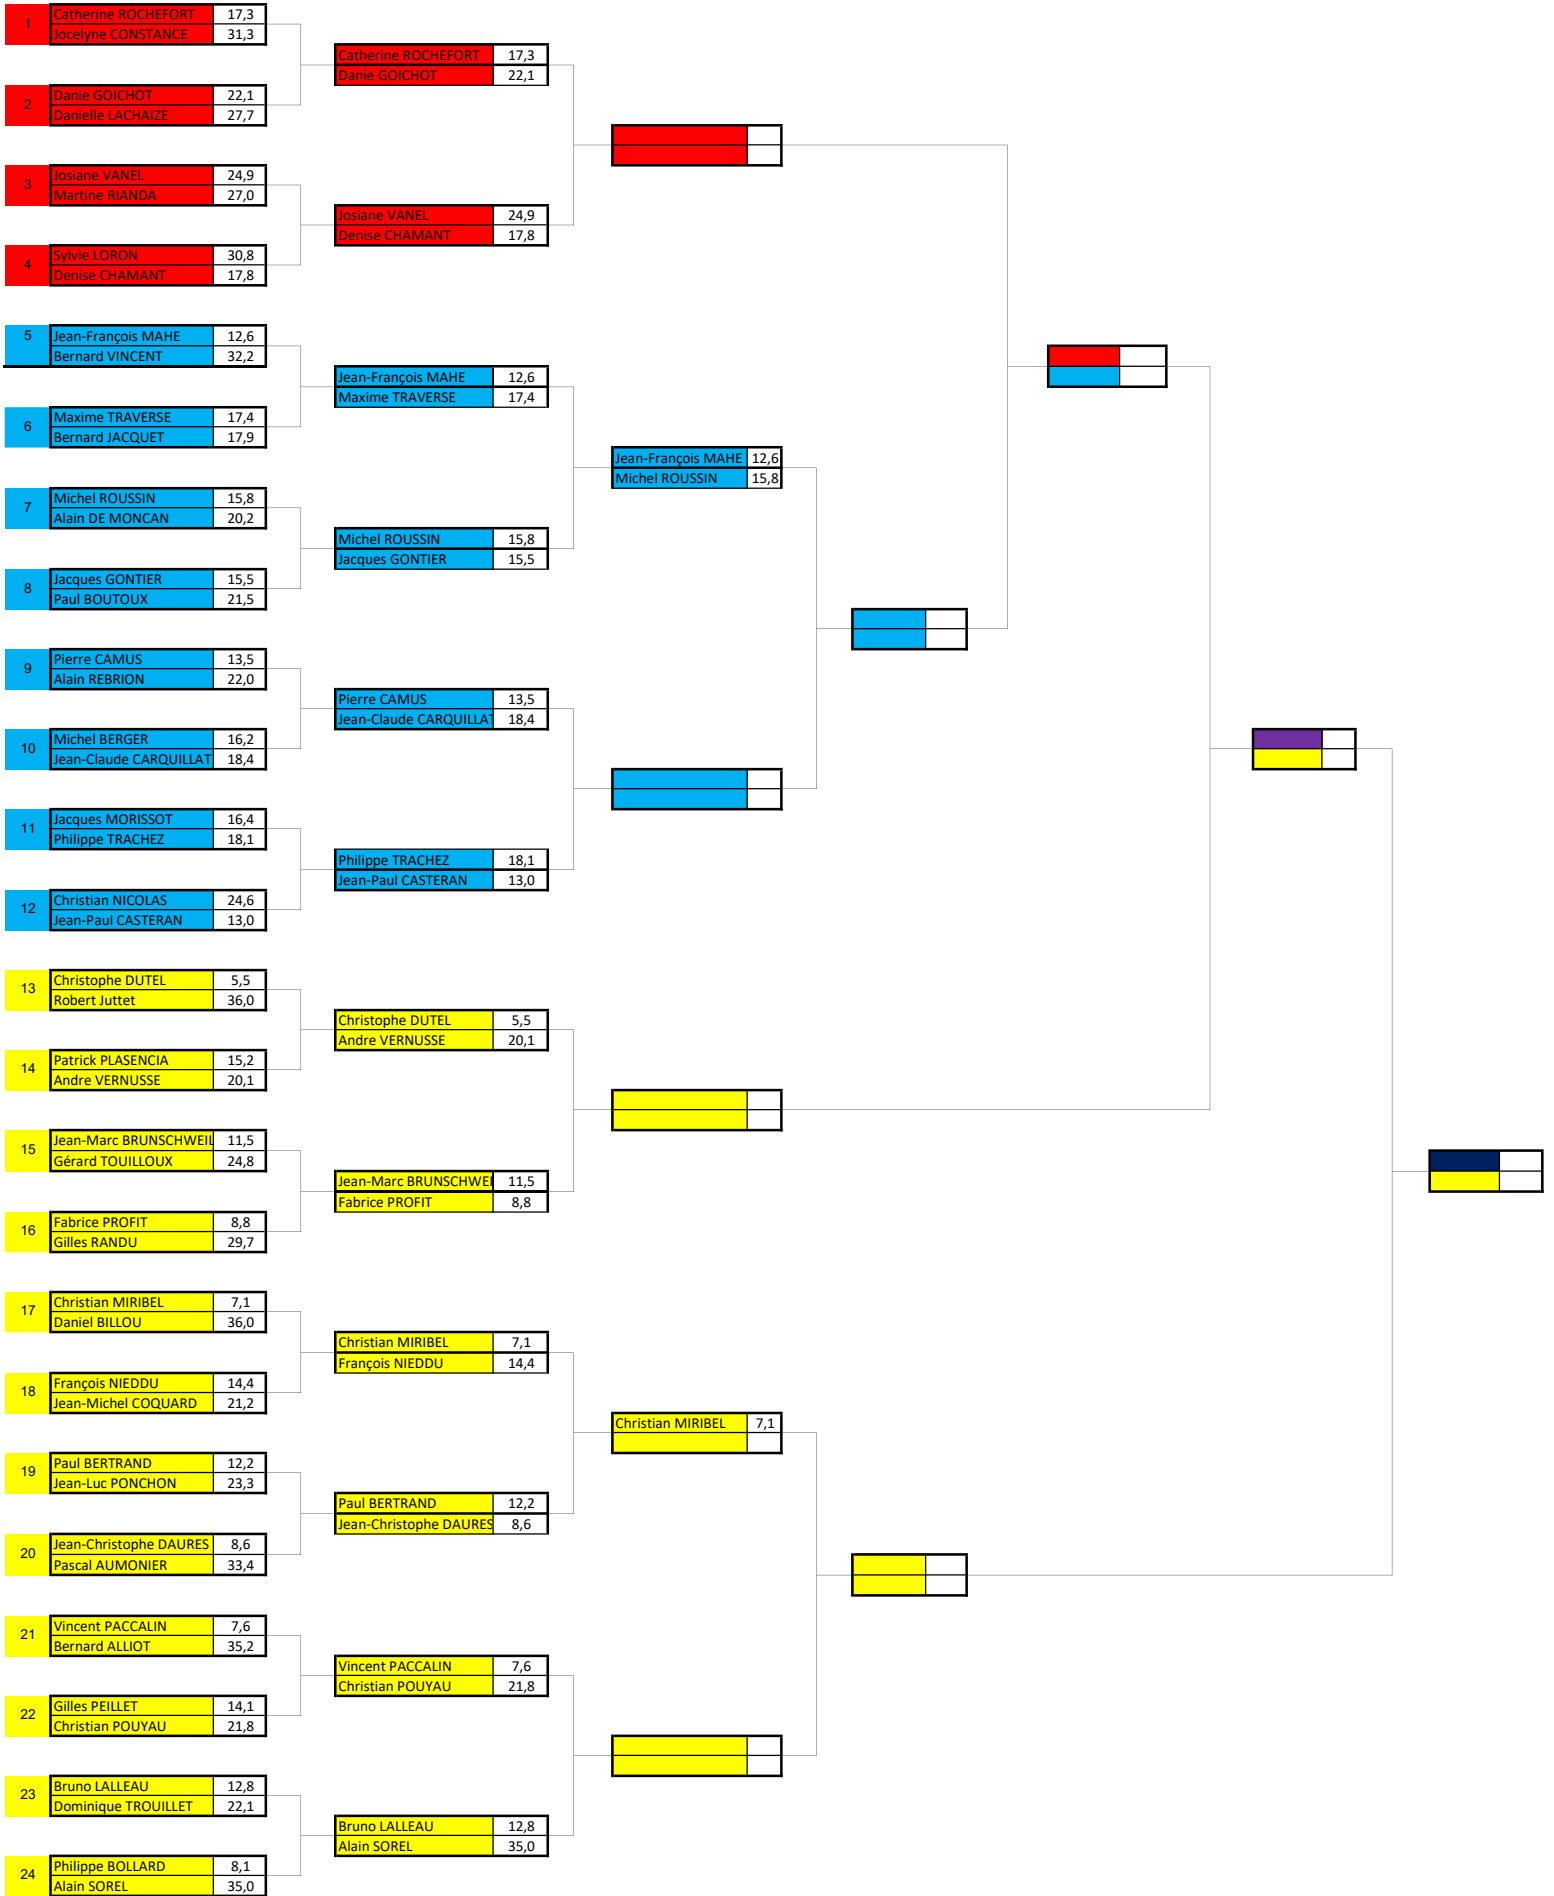 1 Catherine ROCHEFORT 17,3
Jocelyne CONSTANCE 31,3
Catherine ROCHEFORT 17,3
Danie GOICHOT 22,1
2 Danie GOICHOT 22,1
Danielle LACHAIZE 27,7
3 Josiane VANEL 24,9
Martine RIANDA 27,0
Josiane VANEL 24,9
Denise CHAMANT 17,8
4 Sylvie LORON 30,8
Denise CHAMANT 17,8
5 Jean-François MAHE 12,6
Bernard VINCENT 32,2
Jean-François MAHE 12,6
Maxime TRAVERSE 17,4
6 Maxime TRAVERSE 17,4
Bernard JACQUET 17,9
Jean-François MAHE 12,6
Michel ROUSSIN 15,8
7 Michel ROUSSIN 15,8
Alain DE MONCAN 20,2
Michel ROUSSIN 15,8
Jacques GONTIER 15,5
8 Jacques GONTIER 15,5
Paul BOUTOUX 21,5
9 Pierre CAMUS 13,5
Alain REBRION 22,0
Pierre CAMUS 13,5
Jean-Claude CARQUILLAT 18,4
10 Michel BERGER 16,2
Jean-Claude CARQUILLAT 18,4
11 Jacques MORISSOT 16,4
Philippe TRACHEZ 18,1
Philippe TRACHEZ 18,1
Jean-Paul CASTERAN 13,0
12 Christian NICOLAS 24,6
Jean-Paul CASTERAN 13,0
13 Christophe DUTEL 5,5
Robert Juttet 36,0
Christophe DUTEL 5,5
Andre VERNUSSE 20,1
14 Patrick PLASENCIA 15,2
Andre VERNUSSE 20,1
15 Jean-Marc BRUNSCHWEIL 11,5
Gérard TOUILLOUX 24,8
Jean-Marc BRUNSCHWEI 11,5
Fabrice PROFIT 8,8
16 Fabrice PROFIT 8,8
Gilles RANDU 29,7
17 Christian MIRIBEL 7,1
Daniel BILLOU 36,0
Christian MIRIBEL 7,1
François NIEDDU 14,4
18 François NIEDDU 14,4
Jean-Michel COQUARD 21,2
Christian MIRIBEL 7,1
19 Paul BERTRAND 12,2
Jean-Luc PONCHON 23,3
Paul BERTRAND 12,2
Jean-Christophe DAURES 8,6
20 Jean-Christophe DAURES 8,6
Pascal AUMONIER 33,4
21 Vincent PACCALIN 7,6
Bernard ALLIOT 35,2
Vincent PACCALIN 7,6
Christian POUYAU 21,8
22 Gilles PEILLET 14,1
Christian POUYAU 21,8
23 Bruno LALLEAU 12,8
Dominique TROUILLET 22,1
Bruno LALLEAU 12,8
Alain SOREL 35,0
24 Philippe BOLLARD 8,1
Alain SOREL 35,0